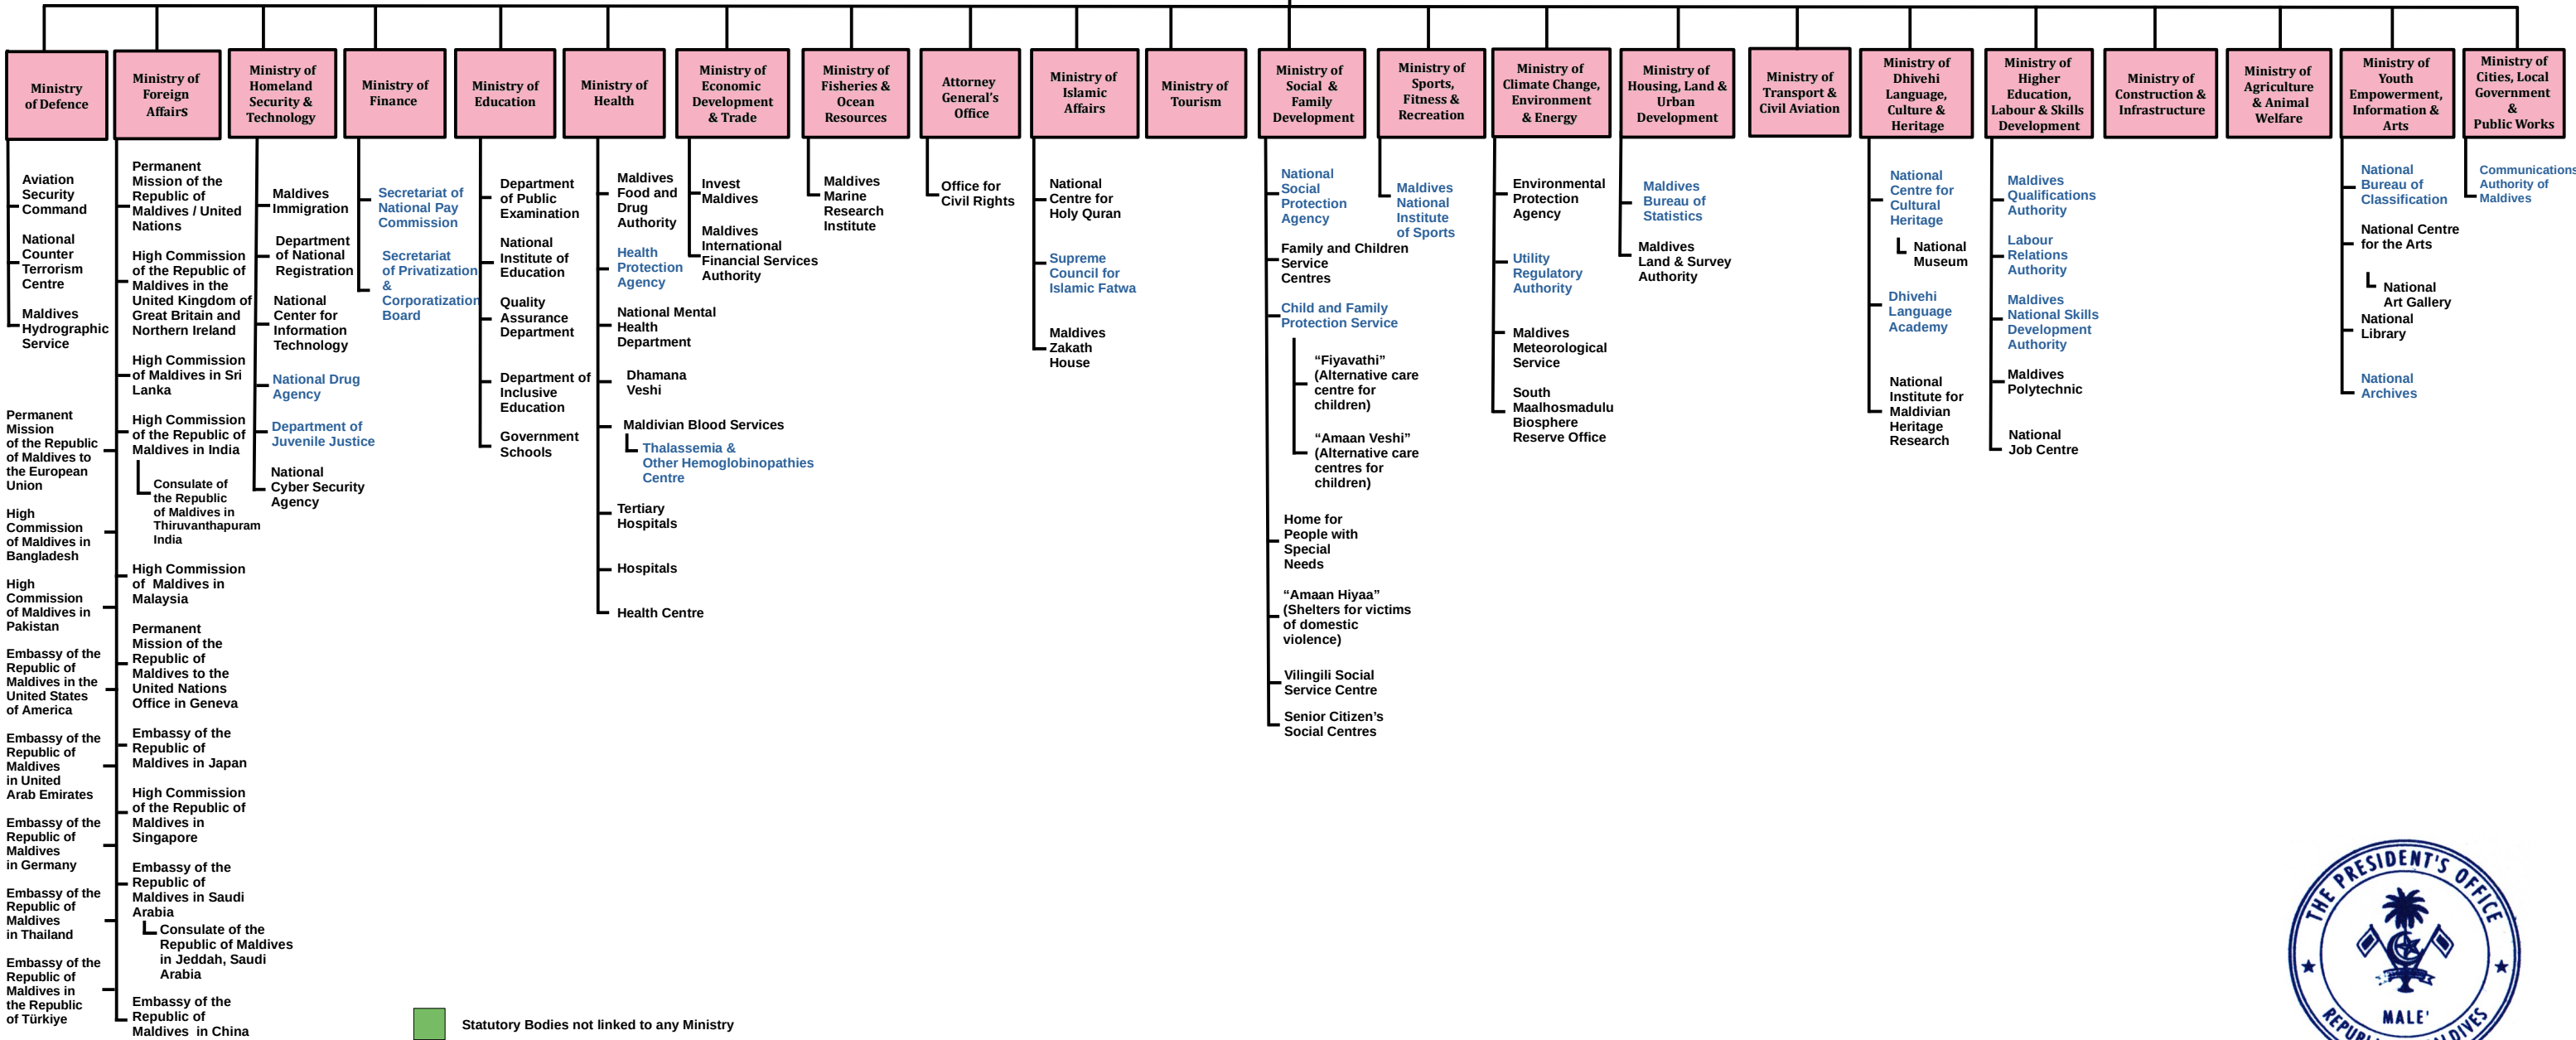 Ministry
of Defence
Ministry of
Foreign
Affairs
Ministry of
Homeland
Security &
Technology
Ministry of
Finance
Ministry of
Education
Ministry of
Health
Ministry of
Economic
Development
& Trade
Ministry of
Fisheries &
Ocean
Resources
Attorney
General's
Office
Ministry of
Islamic
Affairs
Ministry of
Tourism
Ministry of
Social &
Family
Development
Ministry of
Sports,
Fitness &
Recreation
Ministry of
Climate Change,
Environment
& Energy
Ministry of
Housing, Land &
Urban
Development
Ministry of
Transport &
Civil Aviation
Ministry of
Dhivehi
Language,
Culture &
Heritage
Ministry of
Higher
Education,
Labour & Skills
Development
Ministry of
Construction &
Infrastructure
Ministry of
Agriculture
& Animal
Welfare
Ministry of
Youth
Empowerment,
Information &
Arts
Ministry of
Cities, Local
Government
&
Public Works
Aviation
Security
Command
National
Counter
Terrorism
Centre
Maldives
Hydrographic
Service
Permanent
Mission
of the Republic
of Maldives to
the European
Union
High
Commission
of Maldives in
Bangladesh
High
Commission
of Maldives in
Pakistan
Embassy of the
Republic of
Maldives in the
United States
of America
Embassy of the
Republic of
Maldives
in United
Arab Emirates
Embassy of the
Republic of
Maldives
in Germany
Embassy of the
Republic of
Maldives
in Thailand
Embassy of the
Republic of
Maldives in
the Republic
of Türkiye
Permanent
Mission of the
Republic of
Maldives / United
Nations
High Commission
of the Republic of
Maldives in the
United Kingdom of
Great Britain and
Northern Ireland
High Commission
of Maldives in Sri
Lanka
High Commission
of the Republic of
Maldives in India
Consulate of
the Republic
of Maldives in
Thiruvanthapuram
India
High Commission
of Maldives in
Malaysia
Permanent
Mission of the
Republic of
Maldives to the
United Nations
Office in Geneva
Embassy of the
Republic of
Maldives in Japan
High Commission
of the Republic of
Maldives in
Singapore
Embassy of the
Republic of
Maldives in Saudi
Arabia
Consulate of the
Republic of Maldives
in Jeddah, Saudi
Arabia
Embassy of the
Republic of
Maldives in China
Maldives
Immigration
Department
of National
Registration
National
Center for
Information
Technology
National Drug
Agency
Department of
Juvenile Justice
National
Cyber Security
Agency
Secretariat of
National Pay
Commission
Secretariat
of Privatization
&
Corporatization
Board
Department
of Public
Examination
National
Institute of
Education
Quality
Assurance
Department
Department of
Inclusive
Education
Government
Schools
Maldives
Food and
Drug
Authority
Health
Protection
Agency
National Mental
Health
Department
Dhamana
Veshi
Maldivian Blood Services
Thalassemia &
Other Hemoglobinopathies
Centre
Tertiary
Hospitals
Hospitals
Health Centre
Invest
Maldives
Maldives
International
Financial Services
Authority
Maldives
Marine
Research
Institute
Office for
Civil Rights
National
Centre for
Holy Quran
Supreme
Council for
Islamic Fatwa
Maldives
Zakath
House
National
Social
Protection
Agency
Family and Children
Service
Centres
Child and Family
Protection Service
“Fiyavathi”
(Alternative care
centre for
children)
“Amaan Veshi”
(Alternative care
centres for
children)
Home for
People with
Special
Needs
“Amaan Hiyaa”
(Shelters for victims
of domestic
violence)
Vilingili Social
Service Centre
Senior Citizen’s
Social Centres
Maldives
National
Institute
of Sports
Environmental
Protection
Agency
Utility
Regulatory
Authority
Maldives
Meteorological
Service
South
Maalhosmadulu
Biosphere
Reserve Office
Maldives
Bureau of
Statistics
Maldives
Land & Survey
Authority
National
Centre for
Cultural
Heritage
National
Museum
Dhivehi
Language
Academy
National
Institute for
Maldivian
Heritage
Research
Maldives
Qualifications
Authority
Labour
Relations
Authority
Maldives
National Skills
Development
Authority
Maldives
Polytechnic
National
Job Centre
National
Bureau of
Classification
National Centre
for the Arts
National
Art Gallery
National
Library
National
Archives
Communications
Authority of
Maldives
Statutory Bodies not linked to any Ministry
THE PRESIDENT'S OFFICE
MALE'